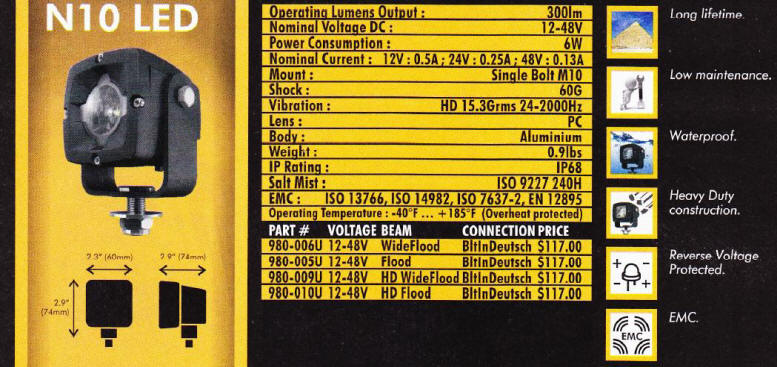 N10 LED
2.3" (60mm)
2.9" (74mm)
2.9"
(74mm)
Operating Lumens Output : 300lm
Nominal Voltage DC : 12-48V
Power Consumption : 6W
Nominal Current : 12V : 0.5A ; 24V : 0.25A ; 48V : 0.13A
Mount : Single Bolt M10
Shock : 60G
Vibration : HD 15.3Grms 24-2000Hz
Lens : PC
Body : Aluminium
Weight : 0.9lbs
IP Rating : IP68
Salt Mist : ISO 9227 240H
EMC : ISO 13766, ISO 14982, ISO 7637-2, EN 12895
Operating Temperature : -40°F ... +185°F (Overheat protected)
PART # VOLTAGE BEAM CONNECTION PRICE
980-006U 12-48V WideFlood BltInDeutsch $117.00
980-005U 12-48V Flood BltInDeutsch $117.00
980-009U 12-48V HD WideFlood BltInDeutsch $117.00
980-010U 12-48V HD Flood BltInDeutsch $117.00
Long lifetime.
Low maintenance.
Waterproof.
Heavy Duty
construction.
Reverse Voltage
Protected.
EMC
EMC.